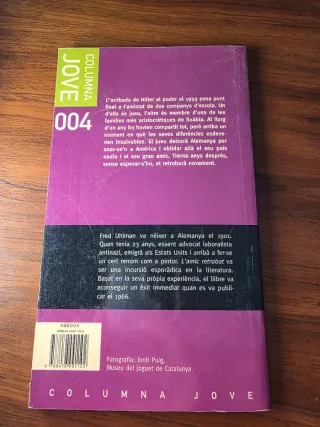 COLUMNA
JOVE
004
L'arribada de Hitler al poder el 1933 posa punt
final a l'amistat de dos companys d'escola. Un
d'ells és jueu, l'altre és membre d'una de les
famílies més aristocràtiques de Suàbia. Al llarg
d'un any ho havien compartit tot, però arriba un
moment en què les seves diferències esdeve-
nen insalvables. El jueu deixarà Alemanya per
anar-se'n a Amèrica i oblidar allà el seu país
nadiu i el seu gran amic. Trenta anys després,
sense esperar-s'ho, el retrobarà novament.
Fred Uhlman va néixer a Alemanya el 1901.
Quan tenia 23 anys, essent advocat laboralista
antinazi, emigrà als Estats Units i arribà a fer-se
un cert renom com a pintor. L'amic retrobat va
ser una incursió esporàdica en la literatura.
Basat en la seva pròpia experiència, el llibre va
aconseguir un èxit immediat quan es va publi-
car el 1966.
686004
Fotografia: Jordi Puig,
Museu del joguet de Catalunya
COLUMNA JOVE